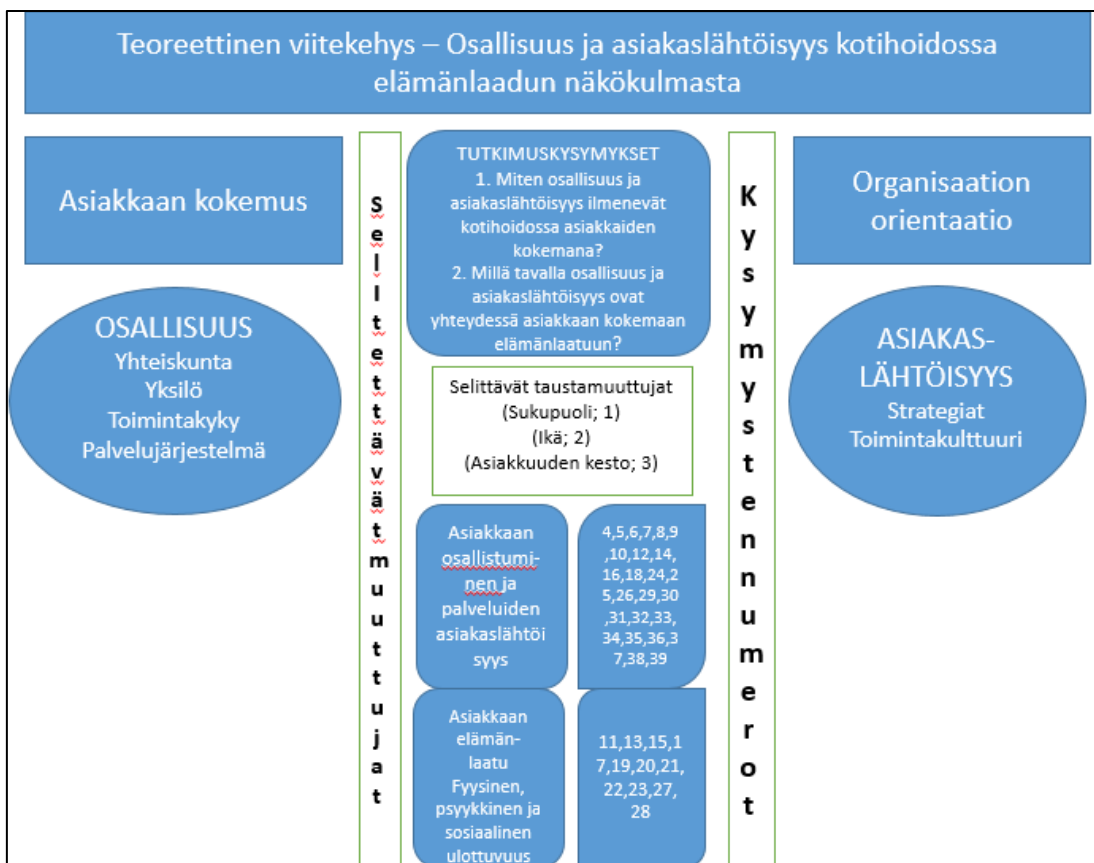 Teoreettinen viitekehys – Osallisuus ja asiakaslähtöisyys kotihoidossa
elämänlaadun näkökulmasta
Asiakkaan kokemus
OSALLISUUS
Yhteiskunta
Yksilö
Toimintakyky
Palvelujärjestelmä
Selitettävät muuttujat
TUTKIMUSKYSYMYKSET
1. Miten osallisuus ja
asiakaslähtöisyys ilmenevät
kotihoidossa asiakkaiden
kokemana?
2. Millä tavalla osallisuus ja
asiakaslähtöisyys ovat
yhteydessä asiakkaan kokemaan
elämänlaatuun?
Selittävät taustamuuttujat
(Sukupuoli; 1)
(Ikä; 2)
(Asiakkuuden kesto; 3)
Asiakkaan
osallistumi-
nen ja
palveluiden
asiakaslähtöi
syys
4,5,6,7,8,9
,10,12,14,
16,18,24,2
5,26,29,30
,31,32,33,
34,35,36,3
7,38,39
Asiakkaan
elämän-
laatu
Fyysinen,
psyykkinen ja
sosiaalinen
ulottuvuus
11,13,15,1
7,19,20,21,
22,23,27,
28
Kysymysten numerot
Organisaation
orientaatio
ASIAKAS-
LÄHTÖISYYS
Strategiat
Toimintakulttuuri